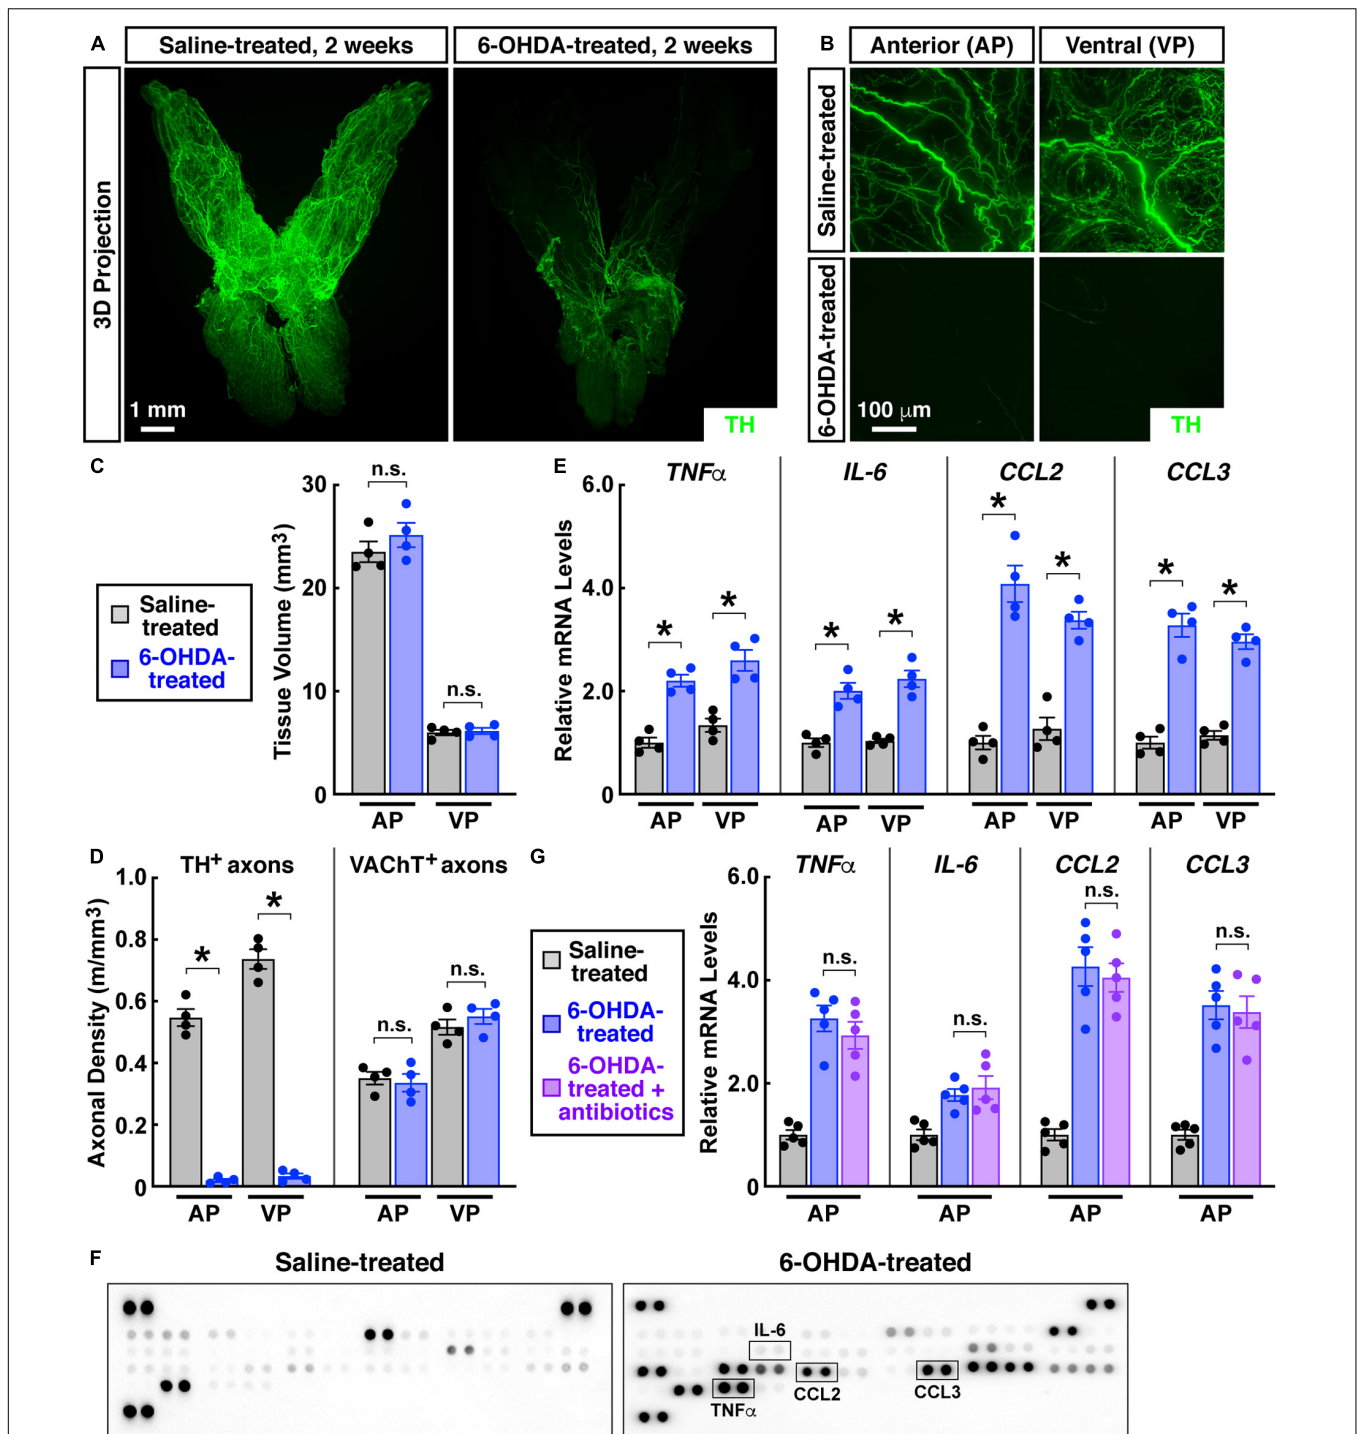 A
Saline-treated, 2 weeks
6-OHDA-treated, 2 weeks
3D Projection
1 mm
TH
B
Anterior (AP)
Ventral (VP)
Saline-treated
6-OHDA-treated
100 μm
TH
C
Saline-
treated
6-OHDA-
treated
Tissue Volume (mm3)
30
20
10
0
n.s.
n.s.
AP
VP
E
TNFα
IL-6
CCL2
CCL3
Relative mRNA Levels
6.0
4.0
2.0
0
*
*
*
*
*
*
*
*
AP
VP
AP
VP
AP
VP
AP
VP
D
TH+ axons
VAChT+ axons
Axonal Density (m/mm3)
1.0
0.8
0.6
0.4
0.2
0
*
*
n.s.
n.s.
AP
VP
AP
VP
G
Saline-
treated
6-OHDA-
treated
6-OHDA-
treated +
antibiotics
TNFα
IL-6
CCL2
CCL3
Relative mRNA Levels
6.0
4.0
2.0
0
n.s.
n.s.
n.s.
n.s.
AP
AP
AP
AP
F
Saline-treated
6-OHDA-treated
IL-6
TNFα
CCL2
CCL3